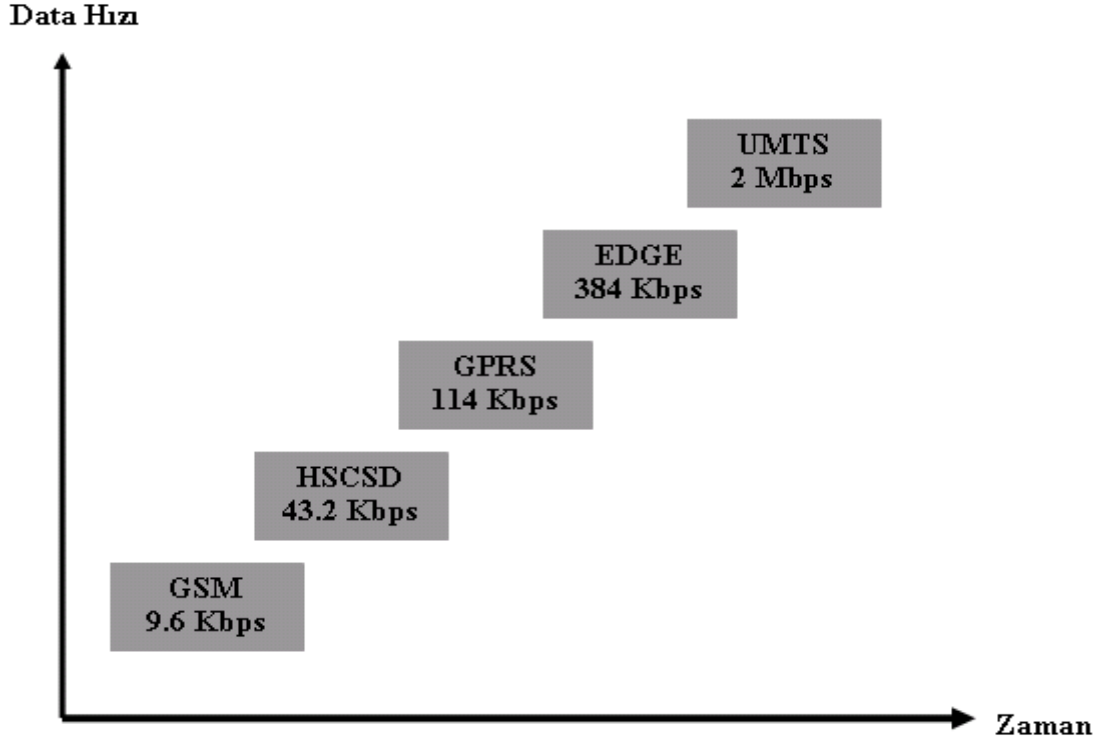 Data Hızı
UMTS
2 Mbps
EDGE
384 Kbps
GPRS
114 Kbps
HSCSD
43.2 Kbps
GSM
9.6 Kbps
Zaman